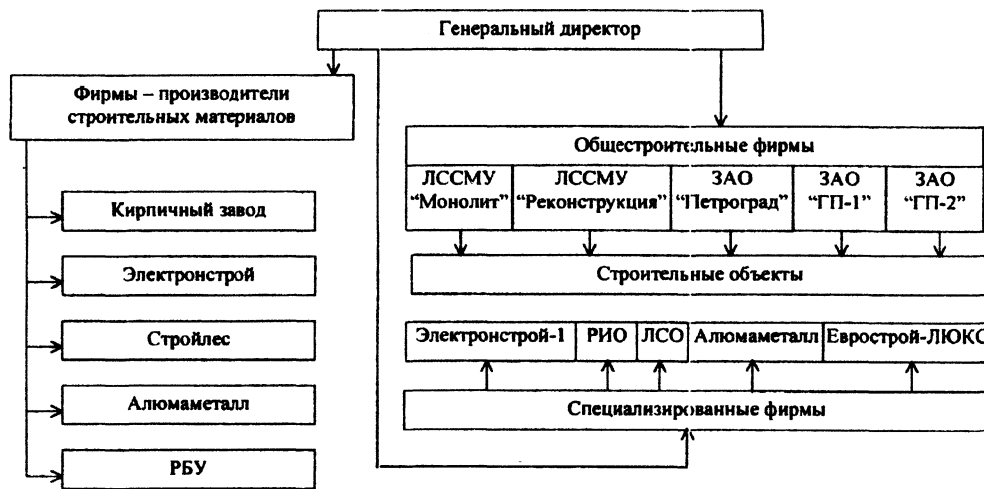 Генеральный директор
Фирмы – производители
строительных материалов
Кирпичный завод
Электронстрой
Стройлес
Алюмаметалл
РБУ
Общестроительные фирмы
ЛССМУ
“Монолит”
ЛССМУ
“Реконструкция”
ЗАО
“Петроград”
ЗАО
“ГП-1”
ЗАО
“ГП-2”
Строительные объекты
Электронстрой-1
РИО
ЛСО
Алюмаметалл
Еврострой-ЛЮКС
Специализированные фирмы